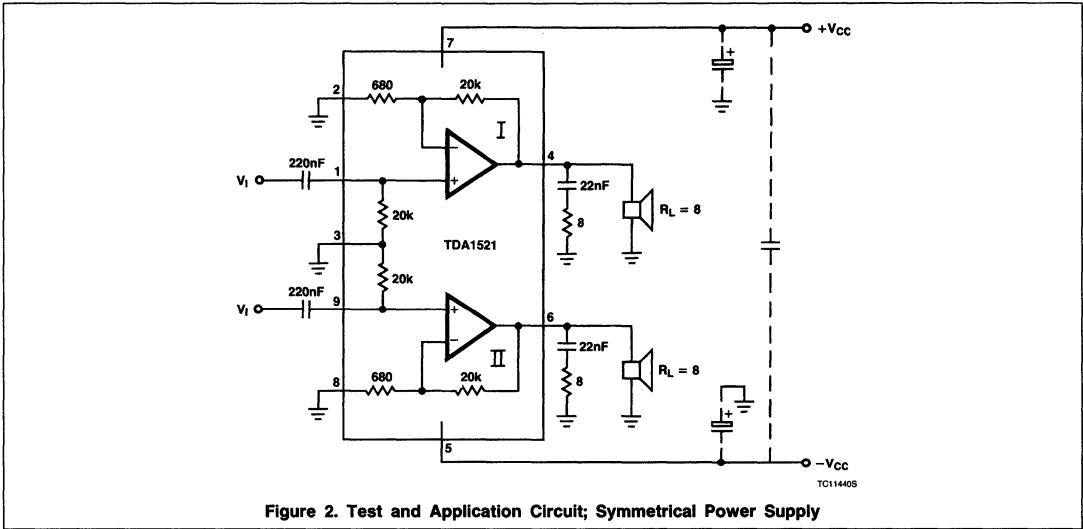 7
+VCC
+
2
680
20k
I
220nF
1
4
VI
−
+
22nF
RL = 8
20k
8
3
TDA1521
20k
220nF
9
6
VI
+
−
22nF
II
RL = 8
8
680
20k
8
+
5
−VCC
TC11440S
Figure 2. Test and Application Circuit; Symmetrical Power Supply